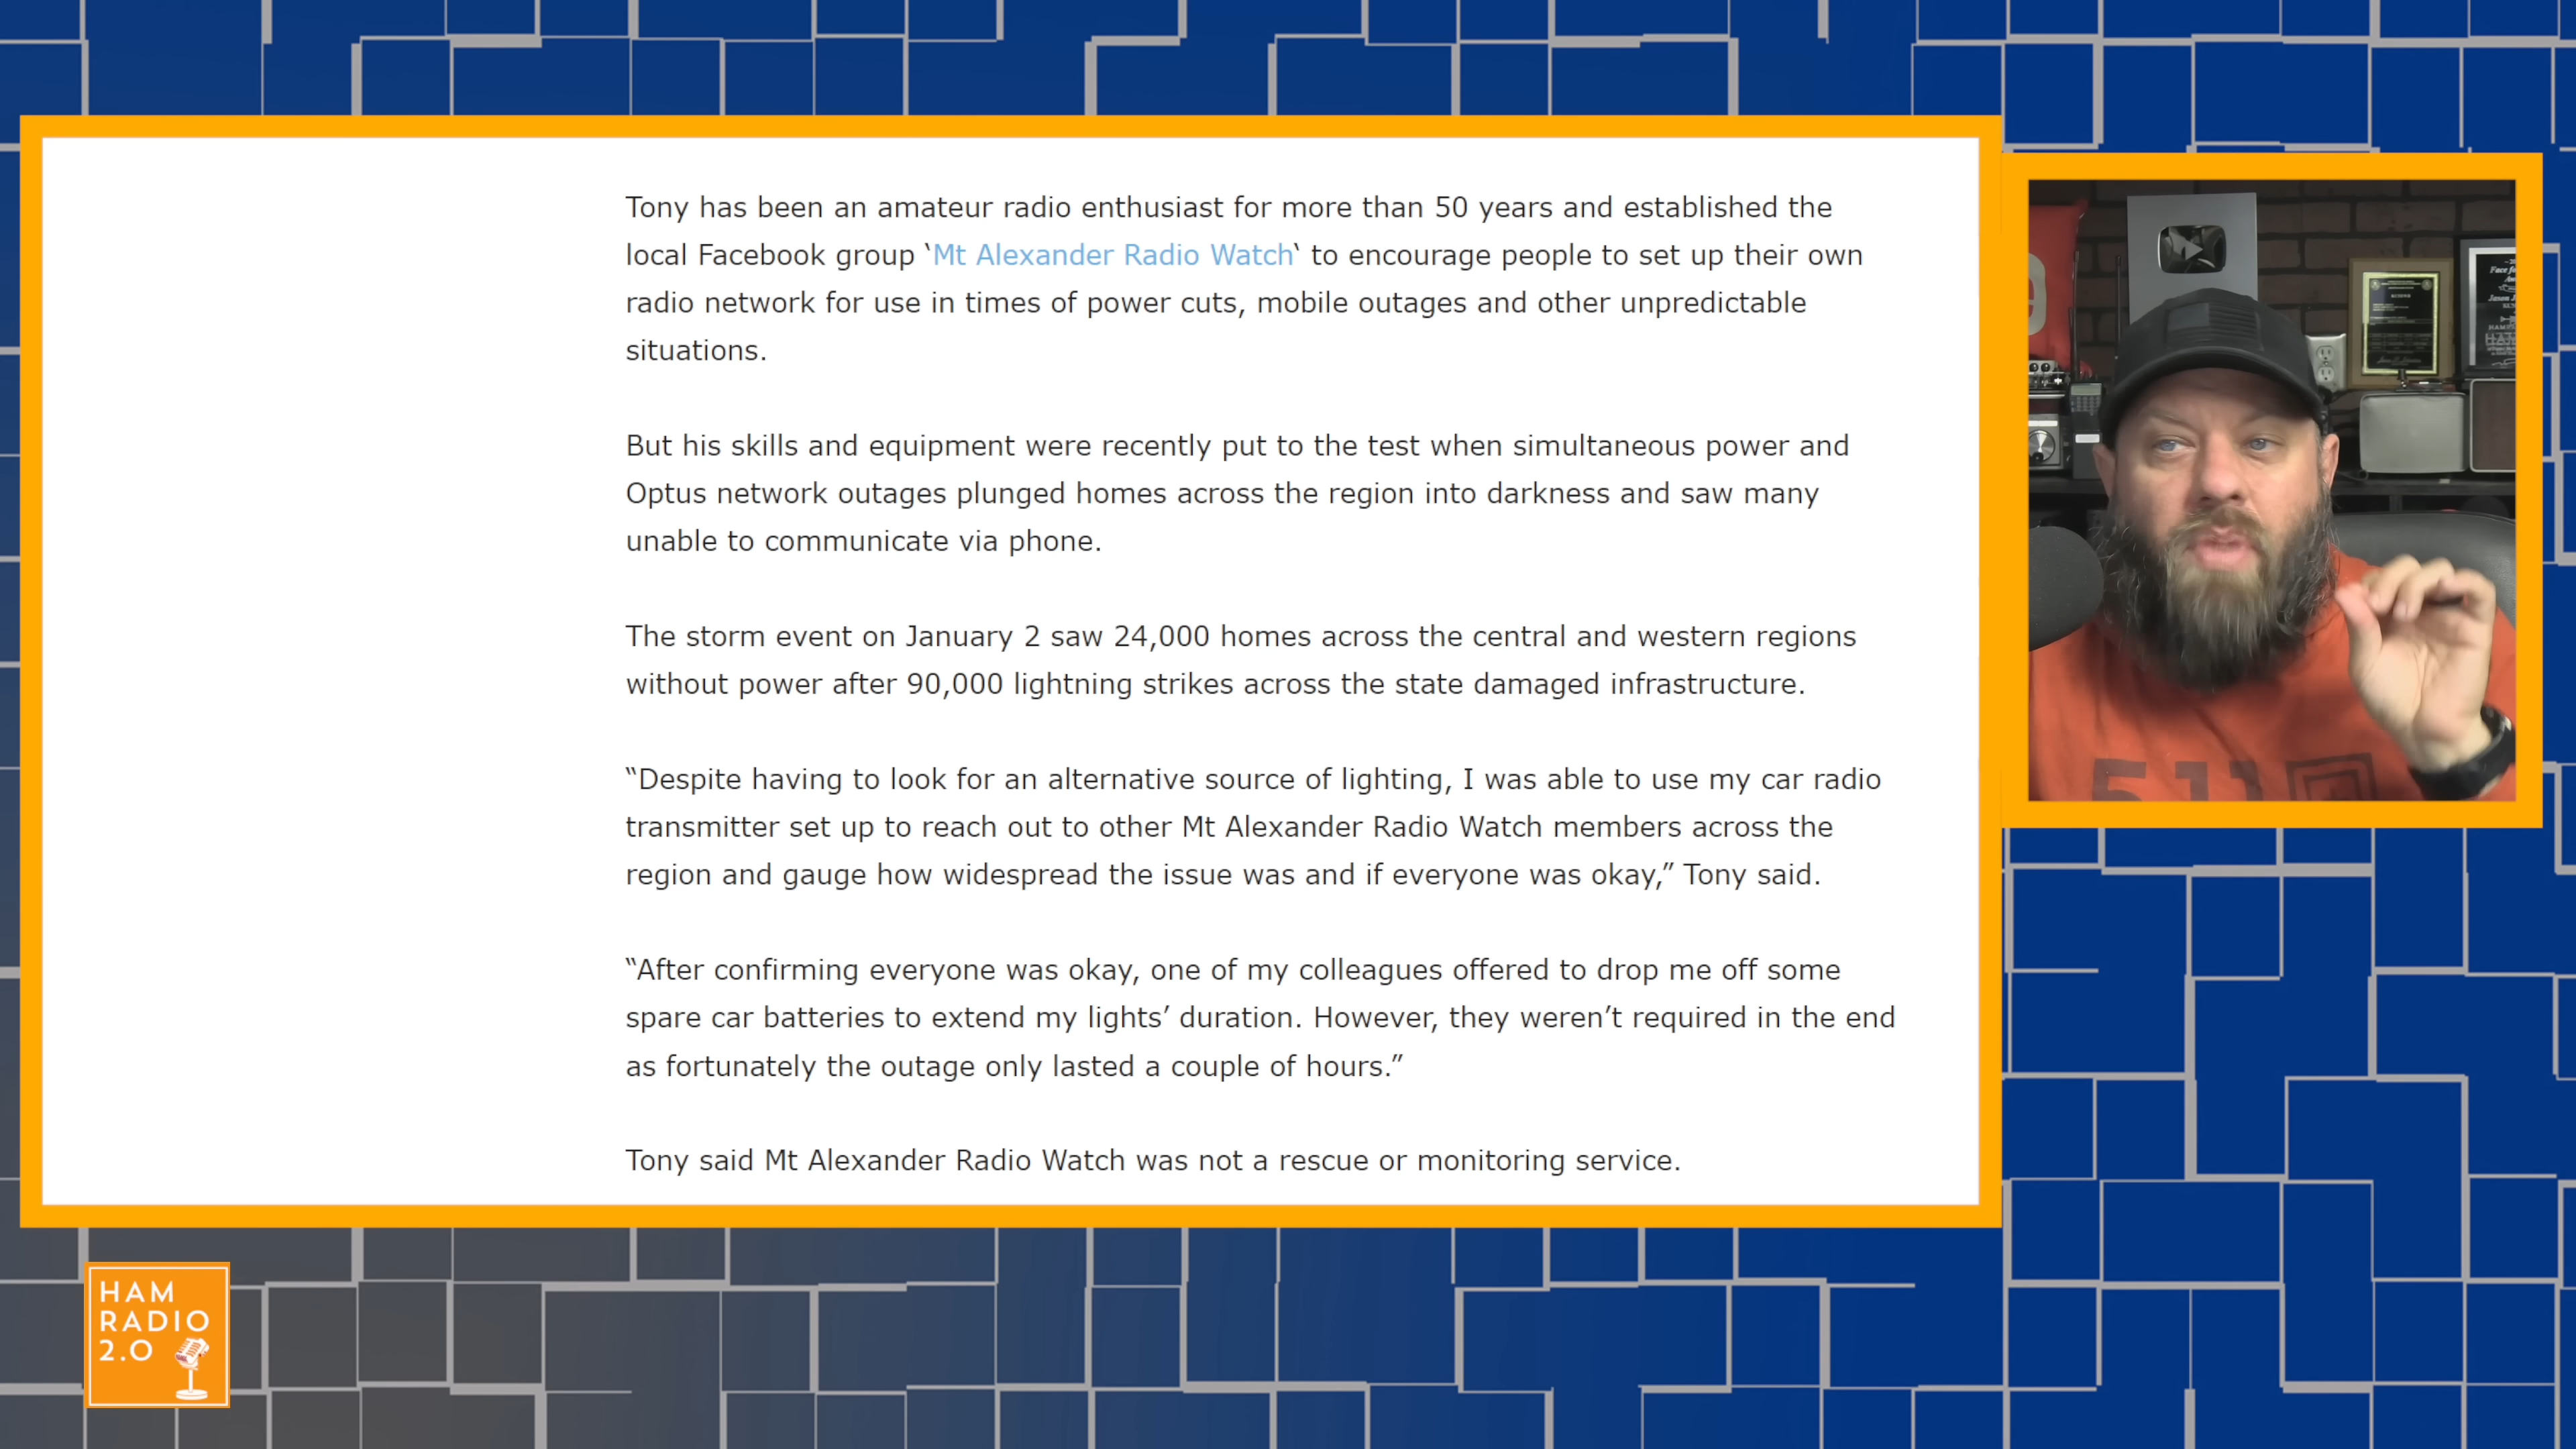 Tony has been an amateur radio enthusiast for more than 50 years and established the
local Facebook group ‘Mt Alexander Radio Watch‘ to encourage people to set up their own
radio network for use in times of power cuts, mobile outages and other unpredictable
situations.
But his skills and equipment were recently put to the test when simultaneous power and
Optus network outages plunged homes across the region into darkness and saw many
unable to communicate via phone.
The storm event on January 2 saw 24,000 homes across the central and western regions
without power after 90,000 lightning strikes across the state damaged infrastructure.
“Despite having to look for an alternative source of lighting, I was able to use my car radio
transmitter set up to reach out to other Mt Alexander Radio Watch members across the
region and gauge how widespread the issue was and if everyone was okay,” Tony said.
“After confirming everyone was okay, one of my colleagues offered to drop me off some
spare car batteries to extend my lights’ duration. However, they weren’t required in the end
as fortunately the outage only lasted a couple of hours.”
Tony said Mt Alexander Radio Watch was not a rescue or monitoring service.
5.11
HAM
RADIO
2.0